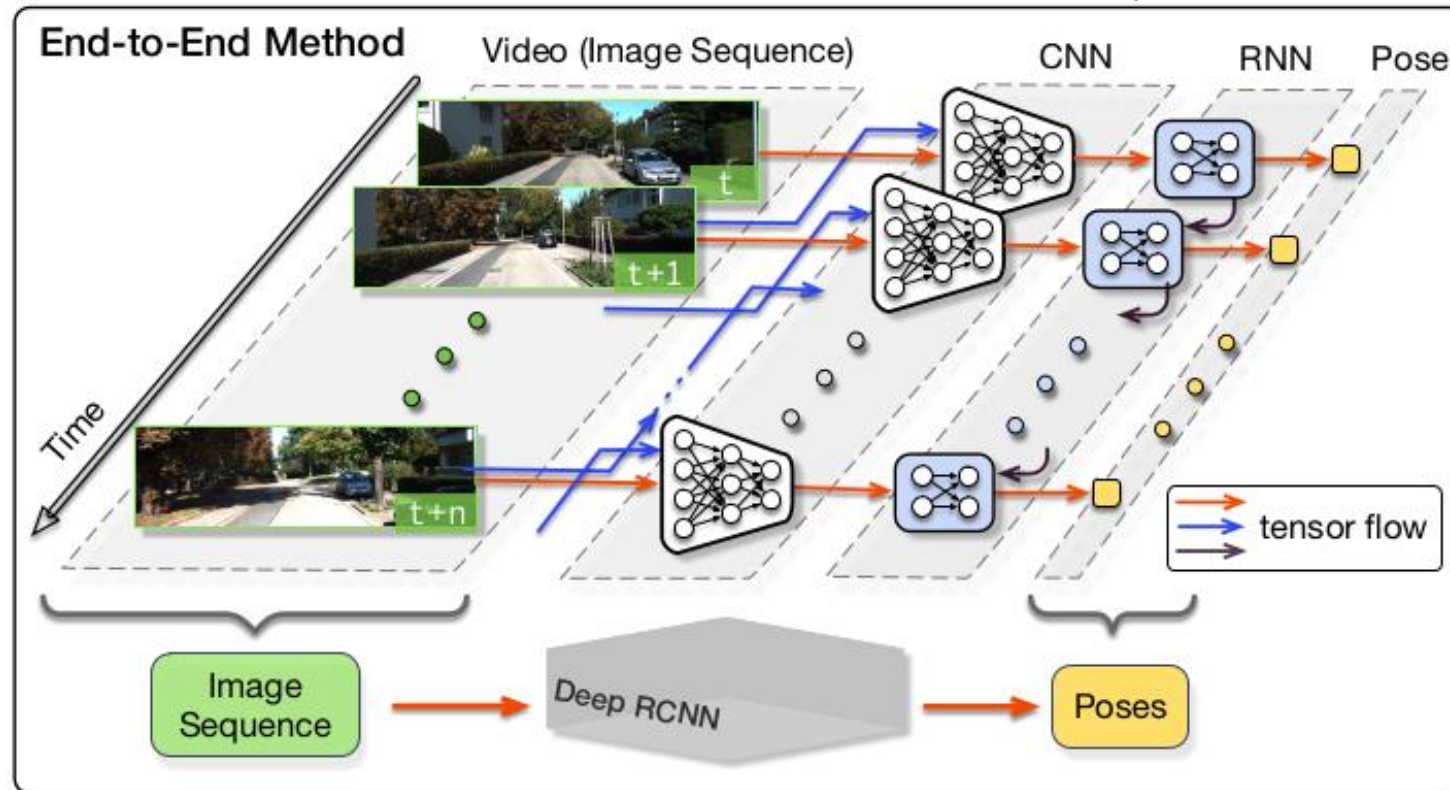 End-to-End Method
Video (Image Sequence)
CNN
RNN
Pose
t
t+1
Time
t+n
tensor flow
Image
Sequence
Deep RCNN
Poses